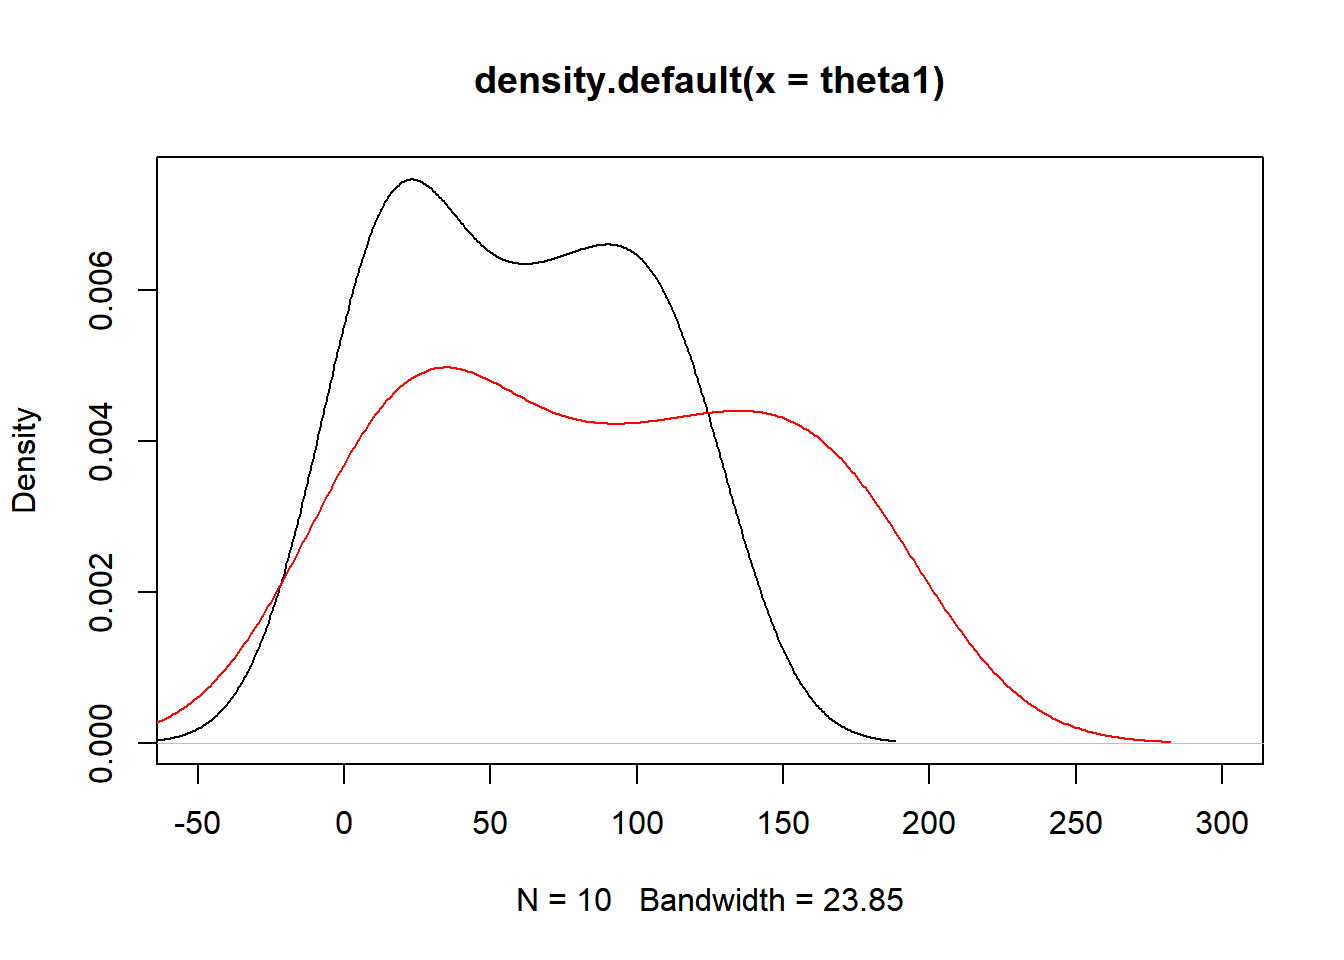 density.default(x = theta1)
Density
0.000 0.002 0.004 0.006
-50 0 50 100 150 200 250 300
N = 10 Bandwidth = 23.85